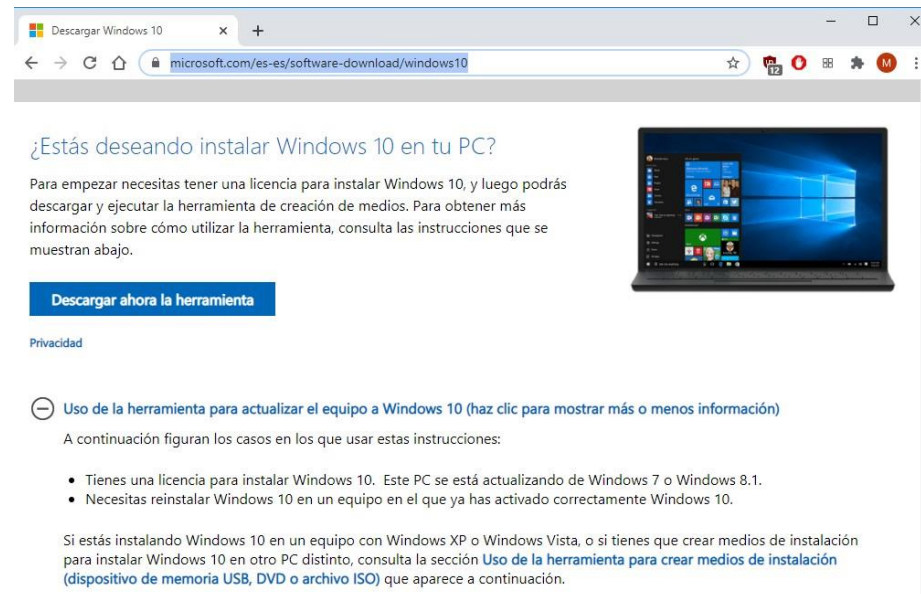 Descargar Windows 10
microsoft.com/es-es/software-download/windows10
12
M
¿Estás deseando instalar Windows 10 en tu PC?
Para empezar necesitas tener una licencia para instalar Windows 10, y luego podrás
descargar y ejecutar la herramienta de creación de medios. Para obtener más
información sobre cómo utilizar la herramienta, consulta las instrucciones que se
muestran abajo.
Descargar ahora la herramienta
Privacidad
Uso de la herramienta para actualizar el equipo a Windows 10 (haz clic para mostrar más o menos información)
A continuación figuran los casos en los que usar estas instrucciones:
• Tienes una licencia para instalar Windows 10. Este PC se está actualizando de Windows 7 o Windows 8.1.
• Necesitas reinstalar Windows 10 en un equipo en el que ya has activado correctamente Windows 10.
Si estás instalando Windows 10 en un equipo con Windows XP o Windows Vista, o si tienes que crear medios de instalación
para instalar Windows 10 en otro PC distinto, consulta la sección Uso de la herramienta para crear medios de instalación
(dispositivo de memoria USB, DVD o archivo ISO) que aparece a continuación.